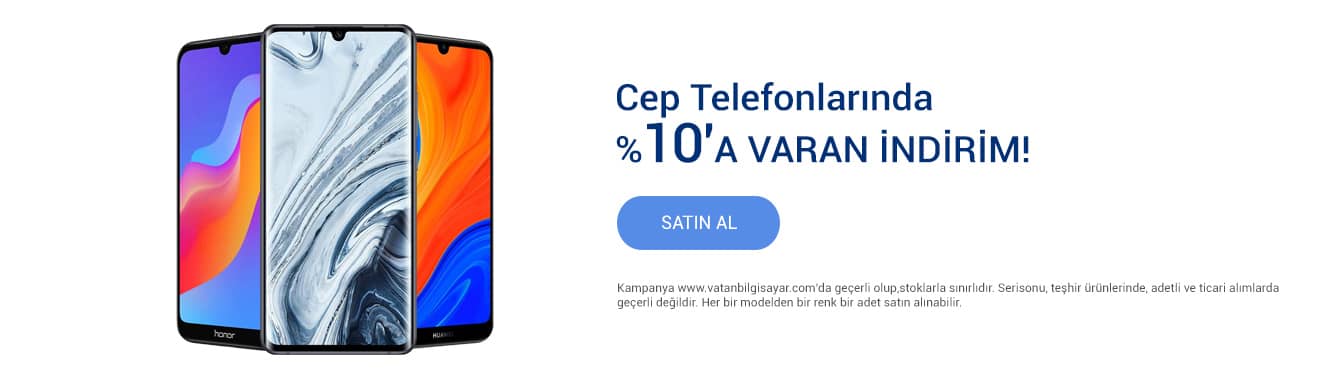 Cep Telefonlarında
%10'A VARAN İNDİRİM!
SATIN AL
Kampanya www.vatanbilgisayar.com'da geçerli olup,stoklarla sınırlıdır. Serisonu, teşhir ürünlerinde, adetli ve ticari alımlarda
geçerli değildir. Her bir modelden bir renk bir adet satın alınabilir.
honor
HUAWEI